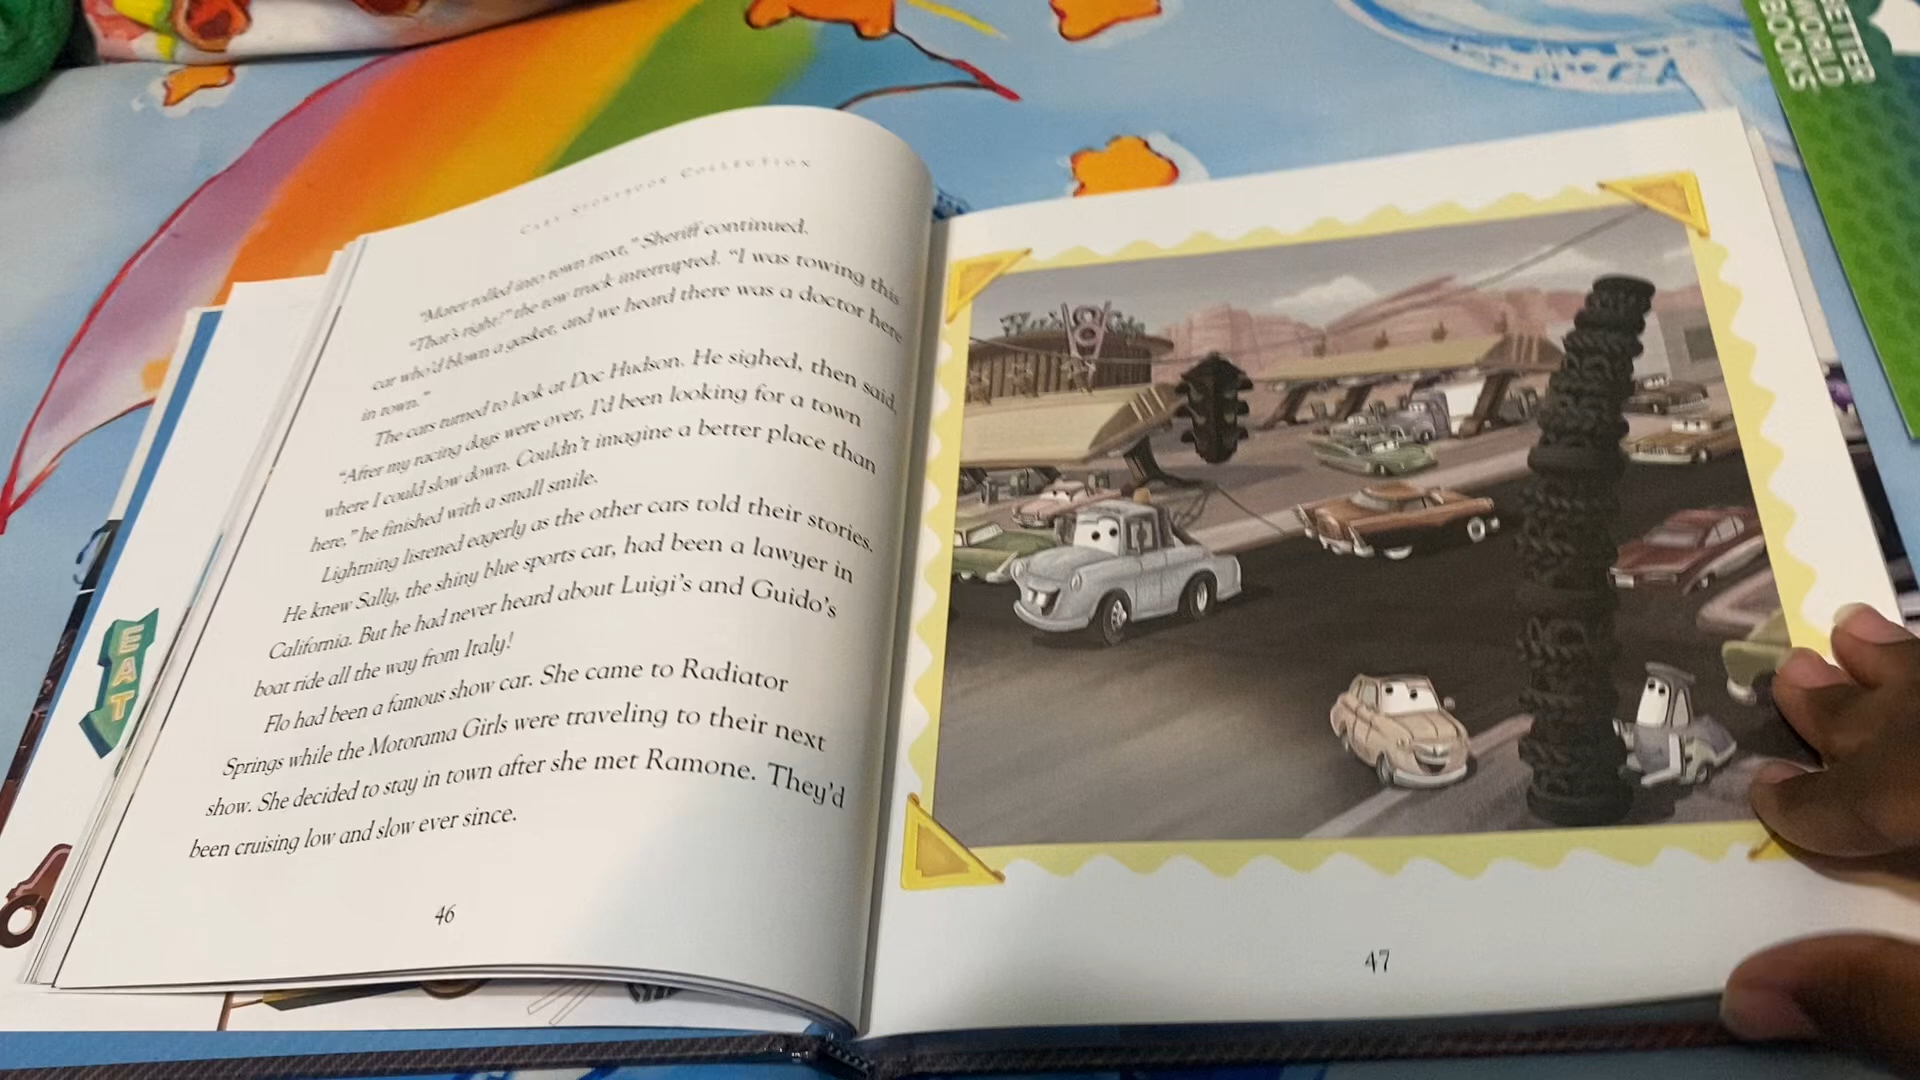 CARS STORYBOOK COLLECTION
"Mater rolled into town next," Sheriff continued.
"That's right!" the tow truck interrupted. "I was towing this
car who'd blown a gasket, and we heard there was a doctor here
in town."
The cars turned to look at Doc Hudson. He sighed, then said,
"After my racing days were over, I'd been looking for a town
where I could slow down. Couldn't imagine a better place than
here," he finished with a small smile.
Lightning listened eagerly as the other cars told their stories.
He knew Sally, the shiny blue sports car, had been a lawyer in
California. But he had never heard about Luigi's and Guido's
boat ride all the way from Italy!
Flo had been a famous show car. She came to Radiator
Springs while the Motorama Girls were traveling to their next
show. She decided to stay in town after she met Ramone. They'd
been cruising low and slow ever since.
46
V8
47
EAT
BETTER
WORLD
BOOKS